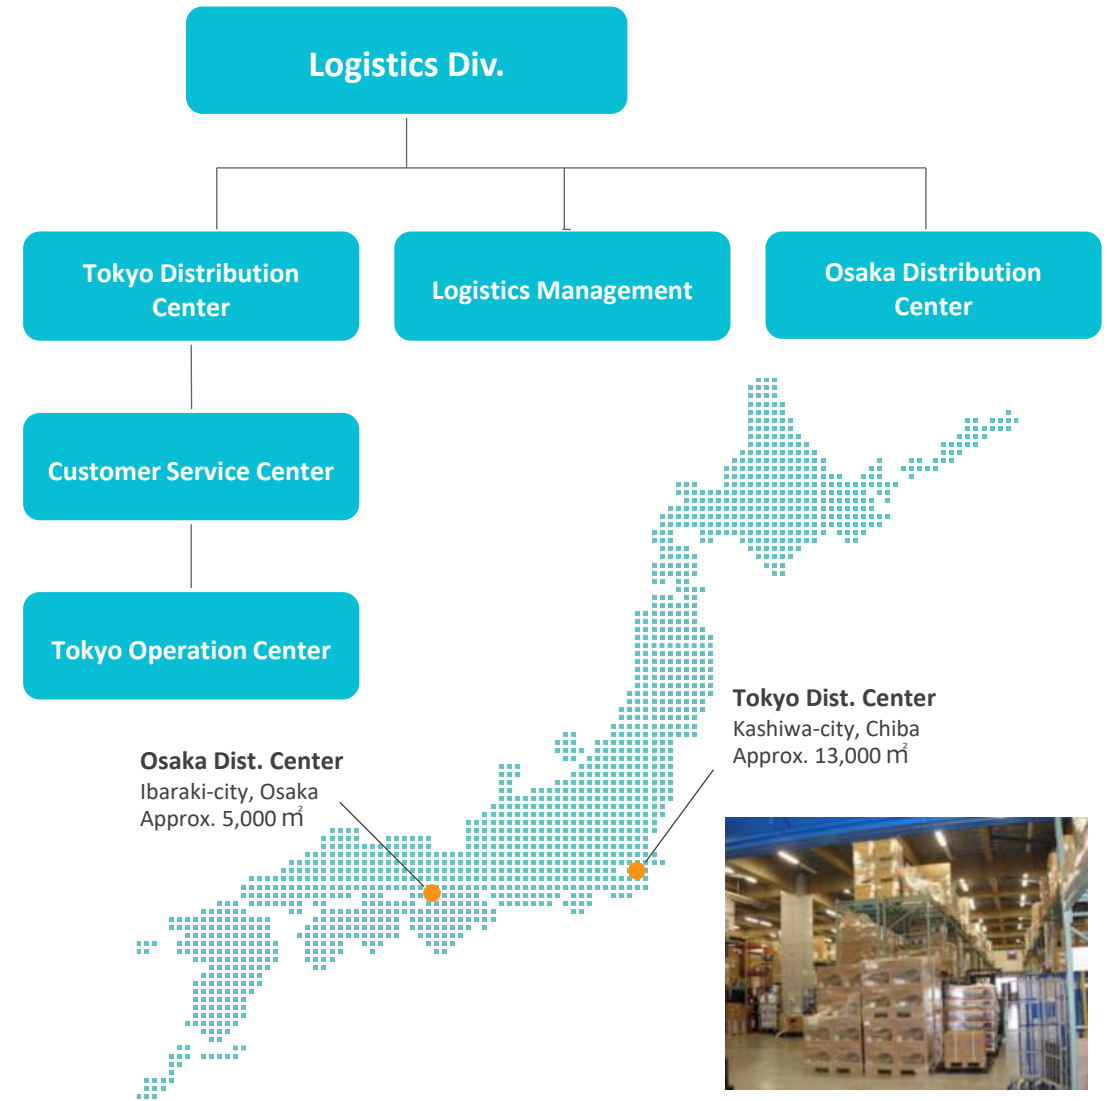 Logistics Div.
Tokyo Distribution
Center
Logistics Management
Osaka Distribution
Center
Customer Service Center
Tokyo Operation Center
Tokyo Dist. Center
Kashiwa-city, Chiba
Approx. 13,000 ㎡
Osaka Dist. Center
Ibaraki-city, Osaka
Approx. 5,000 ㎡